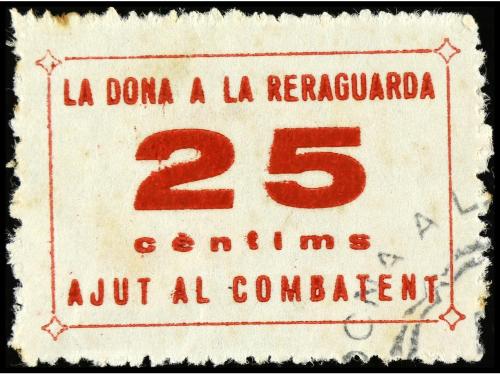 LA DONA A LA RERAGUARDA
25
cèntims
AJUT AL COMBATENT